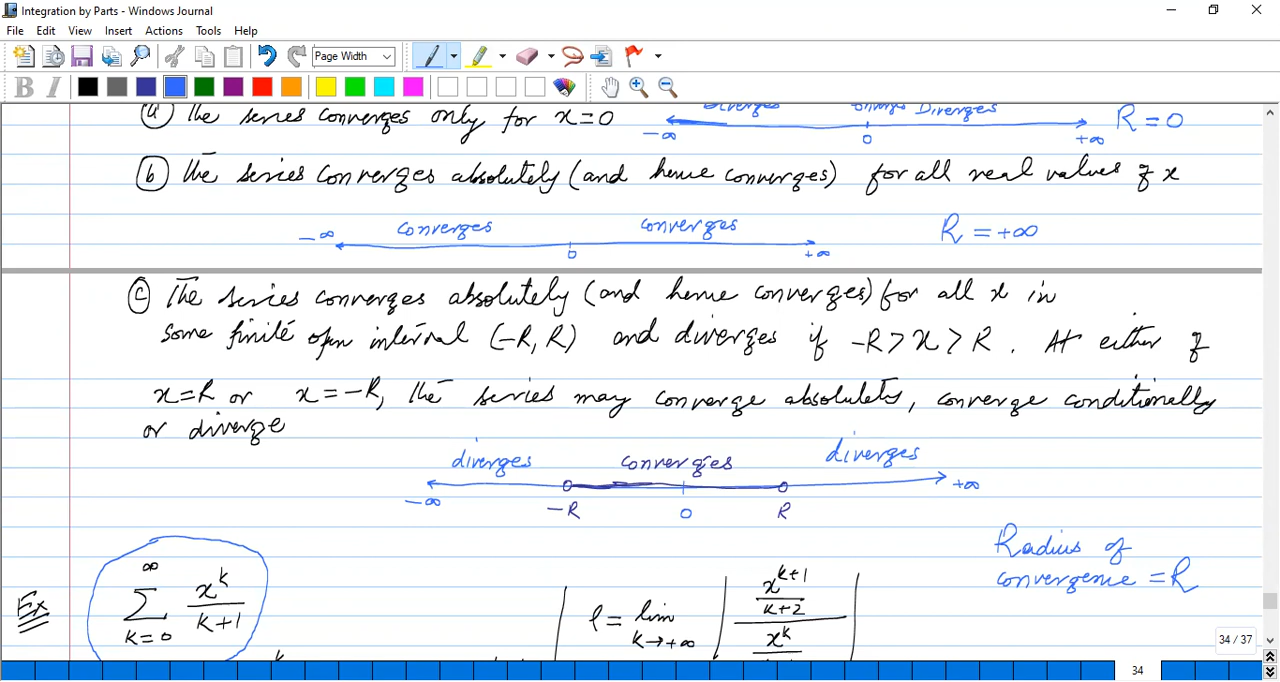 Integration by Parts - Windows Journal
File Edit View Insert Actions Tools Help
Page Width
B I
(a) The series converges only for x=0
Diverges Converges Diverges
−∞ 0 +∞
R = 0
(b) The series converges absolutely (and hence converges) for all real values of x
converges converges
−∞ 0 +∞
R = +∞
(c) The series converges absolutely (and hence converges) for all x in
some finite open interval (−R, R) and diverges if −R > x > R. At either of
x=R or x=−R, the series may converge absolutely, converge conditionally
or diverge
diverges converges diverges
−∞ −R 0 R +∞
Radius of
convergence = R
Ex ∑_{k=0}^{∞} x^k/(k+1)
ℓ = lim_{k→+∞} | x^{k+1}/(k+2) / x^k
34 / 37
34